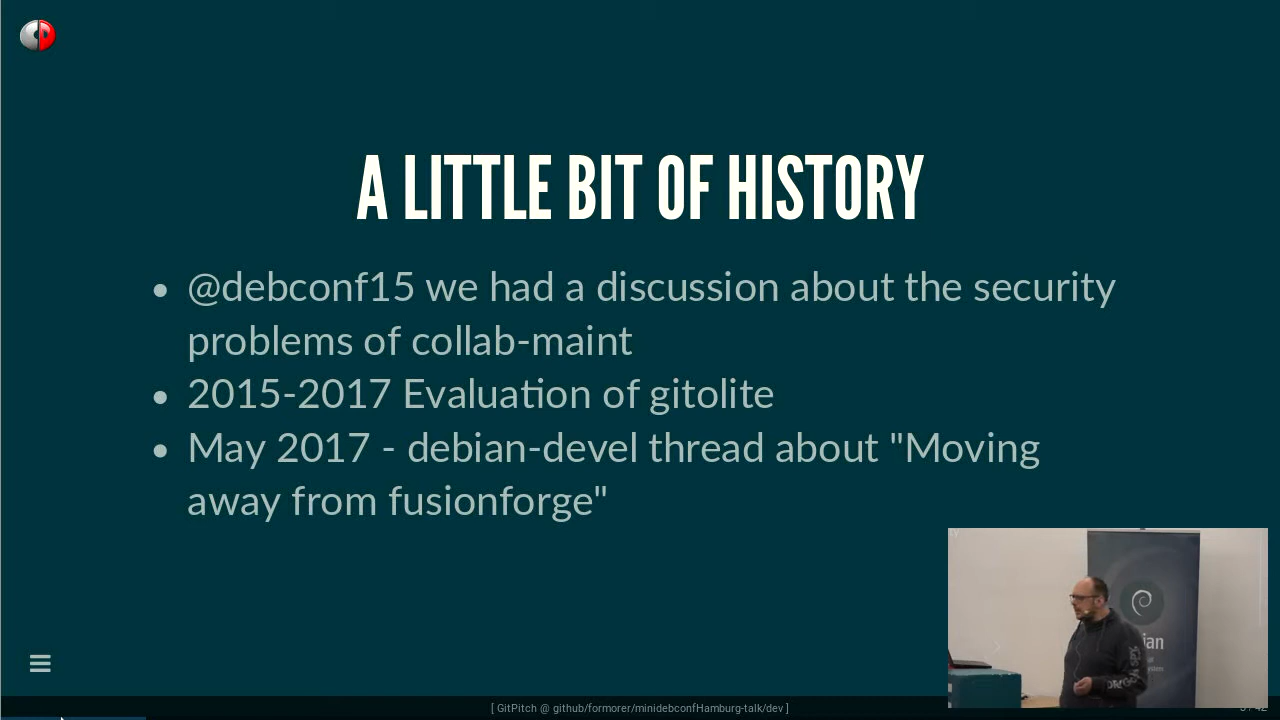 A LITTLE BIT OF HISTORY
@debconf15 we had a discussion about the security
problems of collab-maint
2015-2017 Evaluation of gitolite
May 2017 - debian-devel thread about "Moving
away from fusionforge"
ian
[ GitPitch @ github/formorer/minidebconfHamburg-talk/dev ]